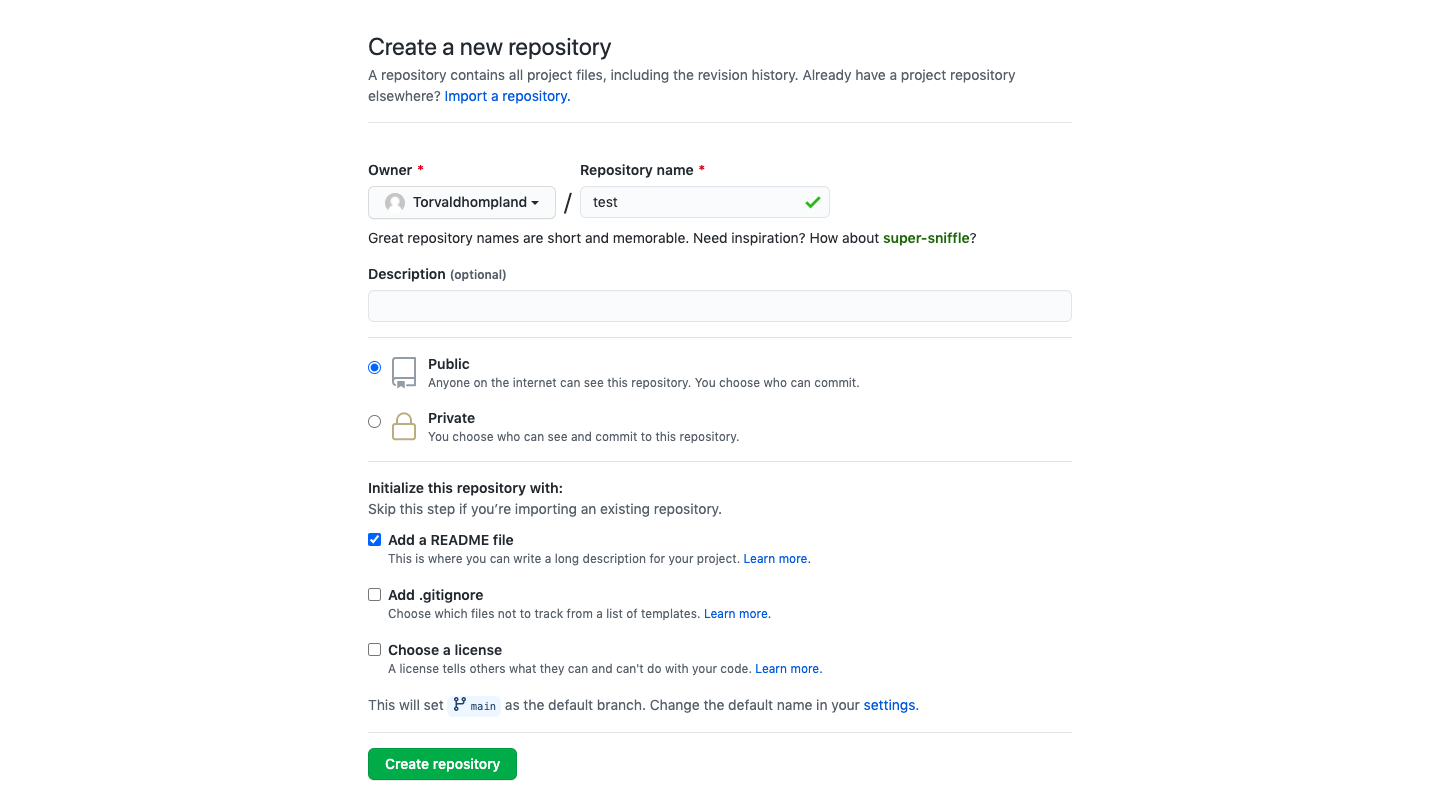 Create a new repository
A repository contains all project files, including the revision history. Already have a project repository
elsewhere? Import a repository.
Owner *
Repository name *
Torvaldhompland / test
Great repository names are short and memorable. Need inspiration? How about super-sniffle?
Description (optional)
Public
Anyone on the internet can see this repository. You choose who can commit.
Private
You choose who can see and commit to this repository.
Initialize this repository with:
Skip this step if you’re importing an existing repository.
Add a README file
This is where you can write a long description for your project. Learn more.
Add .gitignore
Choose which files not to track from a list of templates. Learn more.
Choose a license
A license tells others what they can and can't do with your code. Learn more.
This will set main as the default branch. Change the default name in your settings.
Create repository